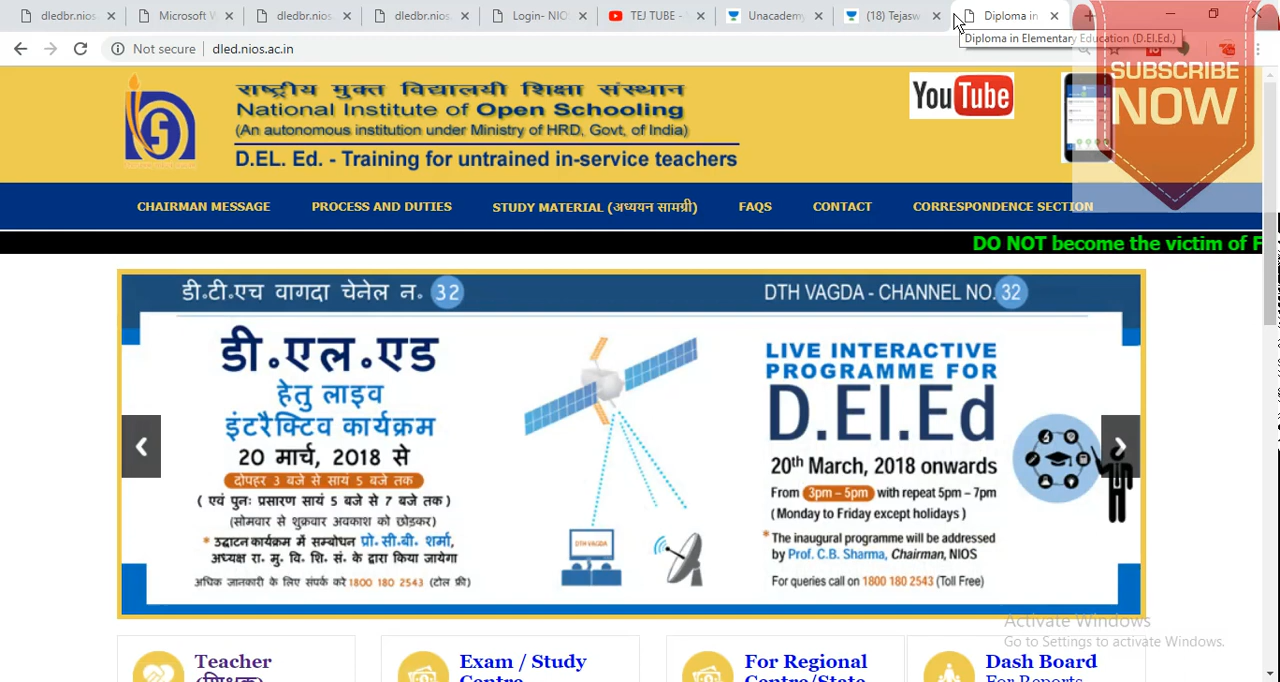 dledbr.nios.
Microsoft W
dledbr.nios.
dledbr.nios.
Login- NIO
TEJ TUBE -
Unacademy
(18) Tejasw
Diploma in
Not secure
dled.nios.ac.in
Diploma in Elementary Education (D.El.Ed.)
SUBSCRIBE
NOW
राष्ट्रीय मुक्त विद्यालयी शिक्षा संस्थान
National Institute of Open Schooling
(An autonomous institution under Ministry of HRD, Govt, of India)
D.EL. Ed. - Training for untrained in-service teachers
You Tube
CHAIRMAN MESSAGE
PROCESS AND DUTIES
STUDY MATERIAL (अध्ययन सामग्री)
FAQS
CONTACT
CORRESPONDENCE SECTION
DO NOT become the victim of F
डी॰टी॰एच वागदा चेनेल न॰ 32
DTH VAGDA - CHANNEL NO. 32
डी॰एल॰एड
हेतु लाइव
इंटरैक्टिव कार्यक्रम
20 मार्च, 2018 से
दोपहर 3 बजे से सायं 5 बजे तक
( एवं पुनः प्रसारण सायं 5 बजे से 7 बजे तक )
(सोमवार से शुक्रवार अवकाश को छोड़कर)
* उद्घाटन कार्यक्रम में सम्बोधन प्रो.सी.बी. शर्मा,
अध्यक्ष रा. मु. वि. शि. सं. के द्वारा किया जायेगा
अधिक जानकारी के लिए संपर्क करे 1800 180 2543 (टोल फ्री)
DTH VAGDA
LIVE INTERACTIVE
PROGRAMME FOR
D.El.Ed
20th March, 2018 onwards
From 3pm – 5pm with repeat 5pm – 7pm
( Monday to Friday except holidays )
* The inaugural programme will be addressed
by Prof. C.B. Sharma, Chairman, NIOS
For queries call on 1800 180 2543 (Toll Free)
Activate Windows
Go to Settings to activate Windows.
Teacher
(शिक्षक)
Exam / Study
Centre
For Regional
Centre/State
Dash Board
For Reports